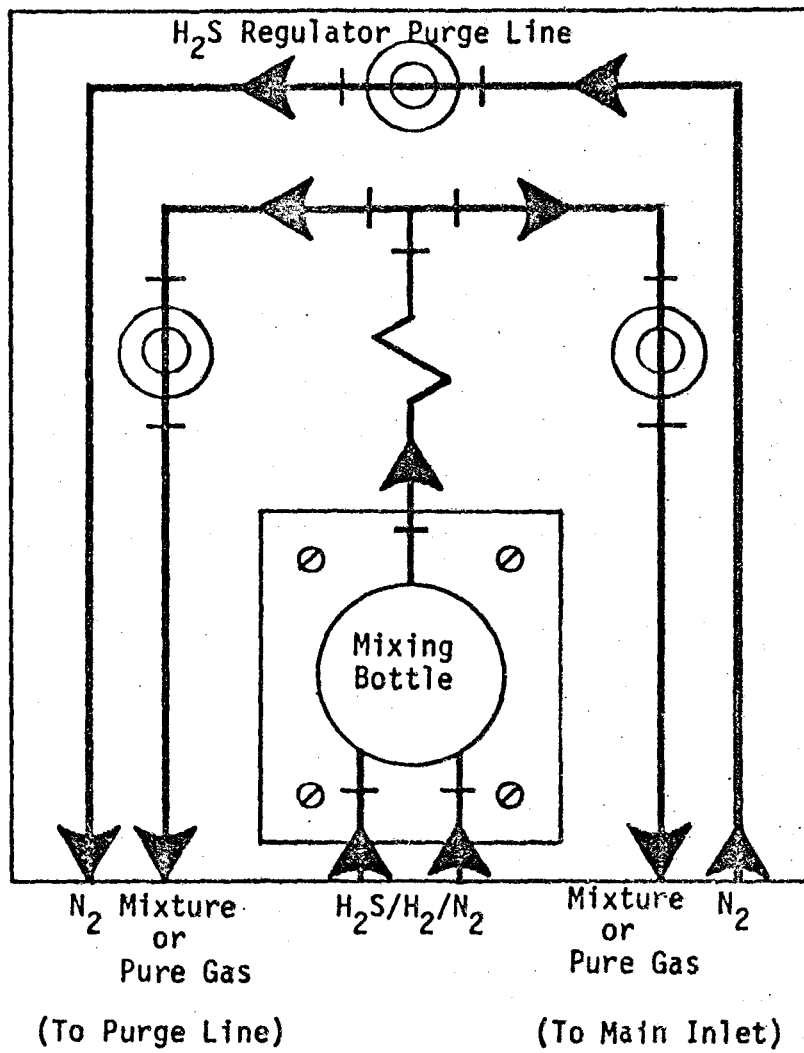 H₂S Regulator Purge Line
Mixing
Bottle
N₂ Mixture
or
Pure Gas
(To Purge Line)
H₂S/H₂/N₂
Mixture N₂
or
Pure Gas
(To Main Inlet)